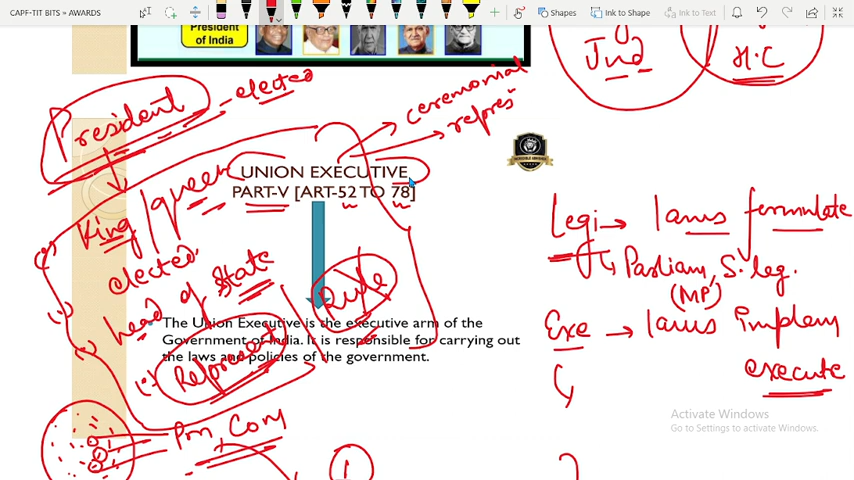 CAPF-TIT BITS » AWARDS
Shapes
Ink to Shape
Ink to Text
President
of India
Jud
H.C
President - elected
ceremonial
repres
UNION EXECUTIVE
PART-V [ART-52 TO 78]
King/queen
elected
head of State
Rule
Represent
The Union Executive is the executive arm of the
Government of India. It is responsible for carrying out
the laws and policies of the government.
Pm, Com
1
Legi → laws formulate
Parliam, S.leg.
(MP)
Exe → laws implem
execute
Activate Windows
Go to Settings to activate Windows.